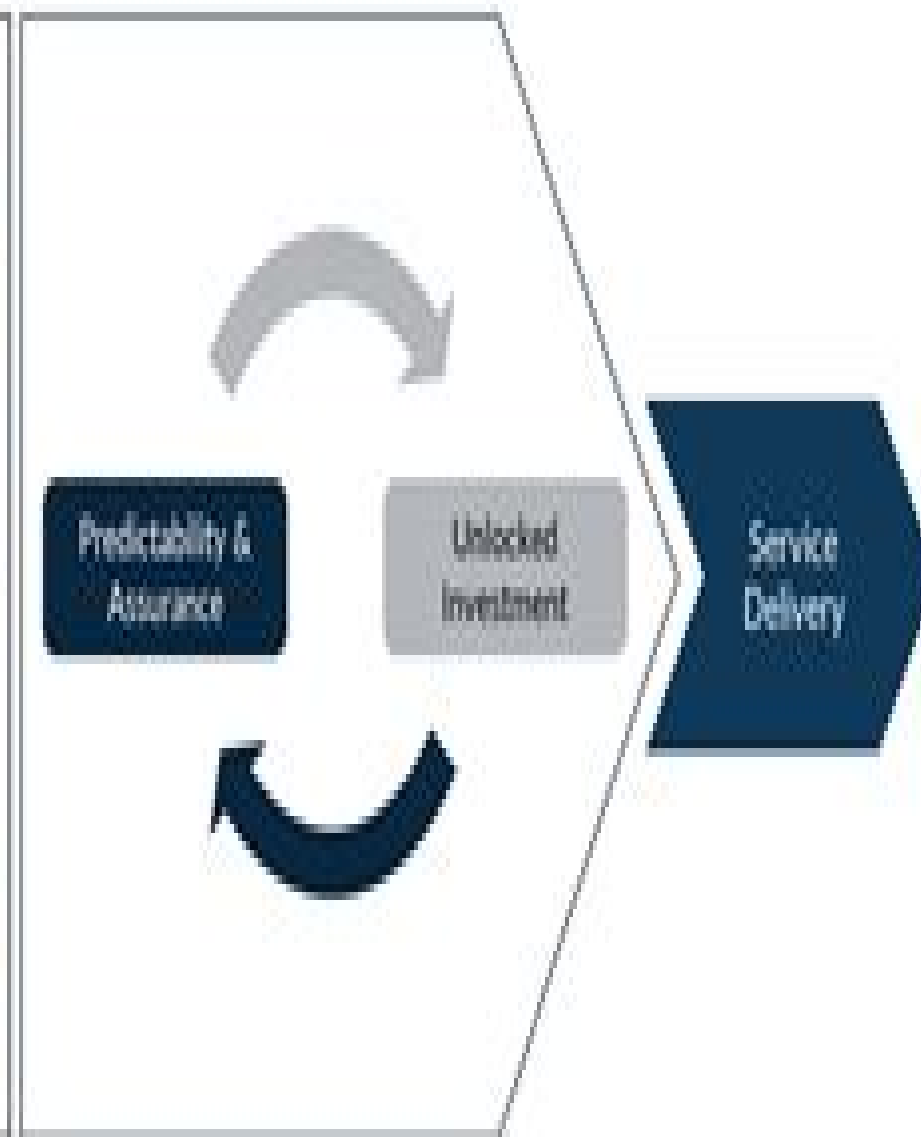 Predictability &
Assurance
Unlocked
Investment
Service
Delivery